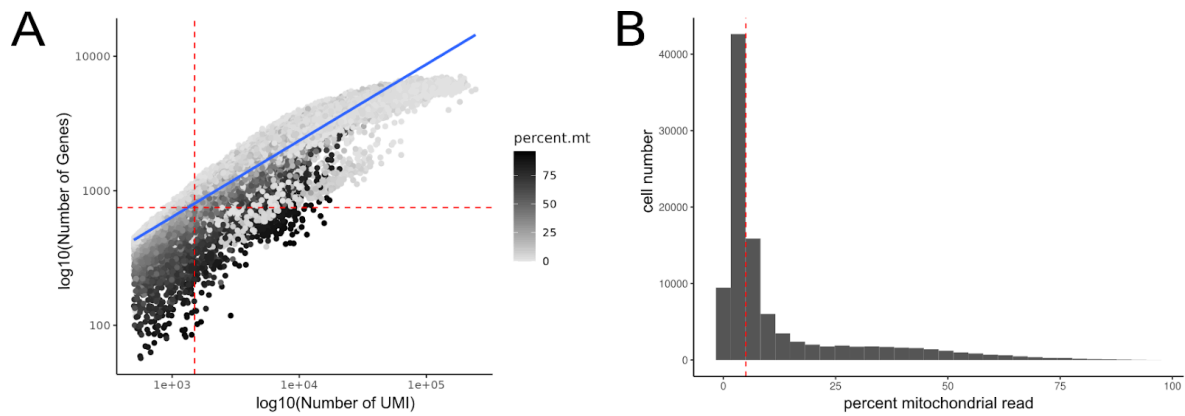 A
10000
1000
100
log10(Number of Genes)
1e+03
1e+04
1e+05
log10(Number of UMI)
percent.mt
75
50
25
0
B
40000
30000
20000
10000
0
cell number
0
25
50
75
100
percent mitochondrial read